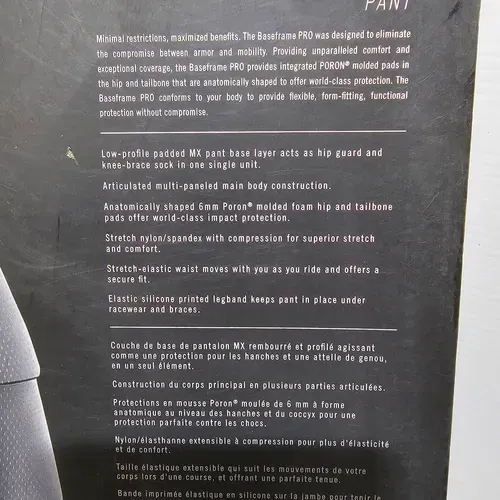 PANT
Minimal restrictions, maximized benefits. The Baseframe PRO was designed to eliminate
the compromise between armor and mobility. Providing unparalleled comfort and
exceptional coverage, the Baseframe PRO provides integrated PORON® molded pads in
the hip and tailbone that are anatomically shaped to offer world-class protection. The
Baseframe PRO conforms to your body to provide flexible, form-fitting, functional
protection without compromise.
Low-profile padded MX pant base layer acts as hip guard and
knee-brace sock in one single unit.
Articulated multi-paneled main body construction.
Anatomically shaped 6mm Poron® molded foam hip and tailbone
pads offer world-class impact protection.
Stretch nylon/spandex with compression for superior stretch
and comfort.
Stretch-elastic waist moves with you as you ride and offers a
secure fit.
Elastic silicone printed legband keeps pant in place under
racewear and braces.
Couche de base de pantalon MX rembourré et profilé agissant
comme une protection pour les hanches et une attelle de genou,
en un seul élément.
Construction du corps principal en plusieurs parties articulées.
Protections en mousse Poron® moulée de 6 mm à forme
anatomique au niveau des hanches et du coccyx pour une
protection parfaite contre les chocs.
Nylon/élasthanne extensible à compression pour plus d'élasticité
et de confort.
Taille élastique extensible qui suit les mouvements de votre
corps lors d'une course, et offrant une parfaite tenue.
Bande imprimée élastique en silicone sur la jambe pour tenir le